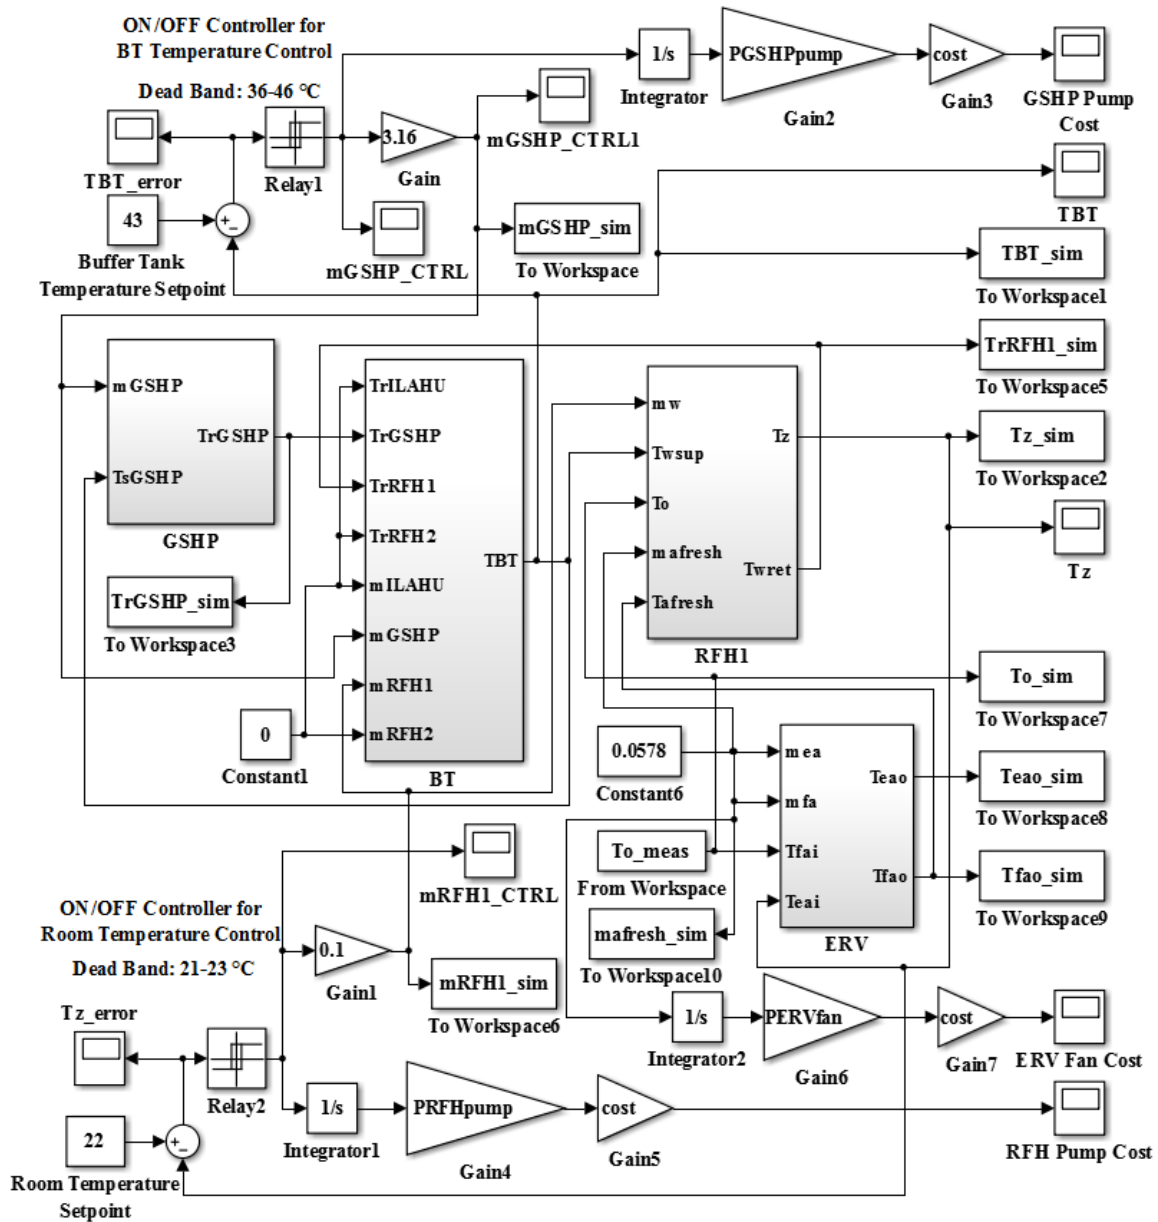 ON/OFF Controller for
BT Temperature Control
Dead Band: 36-46 °C
TBT_error
Relay1
3.16
Gain
mGSHP_CTRL1
mGSHP_CTRL
1/s
Integrator
PGSHPpump
Gain2
cost
Gain3
GSHP Pump
Cost
43
+
−
Buffer Tank
Temperature Setpoint
mGSHP_sim
To Workspace
TBT
TBT_sim
To Workspace1
TrRFH1_sim
To Workspace5
Tz_sim
To Workspace2
Tz
mGSHP
TsGSHP
TrGSHP
GSHP
TrGSHP_sim
To Workspace3
TrILAHU
TrGSHP
TrRFH1
TrRFH2
mILAHU
mGSHP
mRFH1
mRFH2
TBT
BT
0
Constant1
mw
Twsup
To
mafresh
Tafresh
Tz
Twret
RFH1
To_sim
To Workspace7
0.0578
Constant6
mea
mfa
Tfai
Teai
Teao
Tfao
ERV
Teao_sim
To Workspace8
Tfao_sim
To Workspace9
To_meas
From Workspace
mafresh_sim
To Workspace10
mRFH1_CTRL
ON/OFF Controller for
Room Temperature Control
Dead Band: 21-23 °C
0.1
Gain1
mRFH1_sim
To Workspace6
1/s
Integrator2
PERVfan
Gain6
cost
Gain7
ERV Fan Cost
Tz_error
Relay2
1/s
Integrator1
PRFHpump
Gain4
cost
Gain5
RFH Pump Cost
22
+
−
Room Temperature
Setpoint